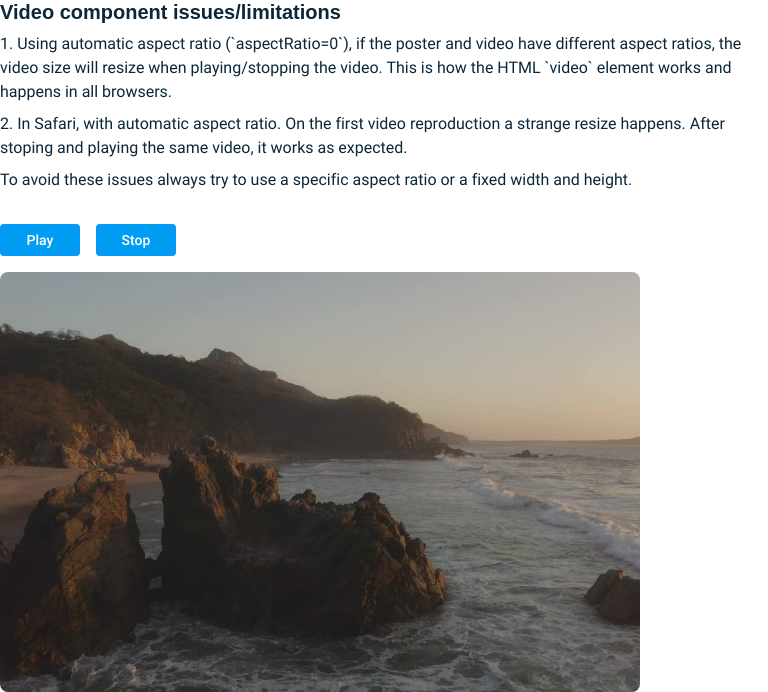 Video component issues/limitations
1. Using automatic aspect ratio (`aspectRatio=0`), if the poster and video have different aspect ratios, the
video size will resize when playing/stopping the video. This is how the HTML `video` element works and
happens in all browsers.
2. In Safari, with automatic aspect ratio. On the first video reproduction a strange resize happens. After
stoping and playing the same video, it works as expected.
To avoid these issues always try to use a specific aspect ratio or a fixed width and height.
Play
Stop